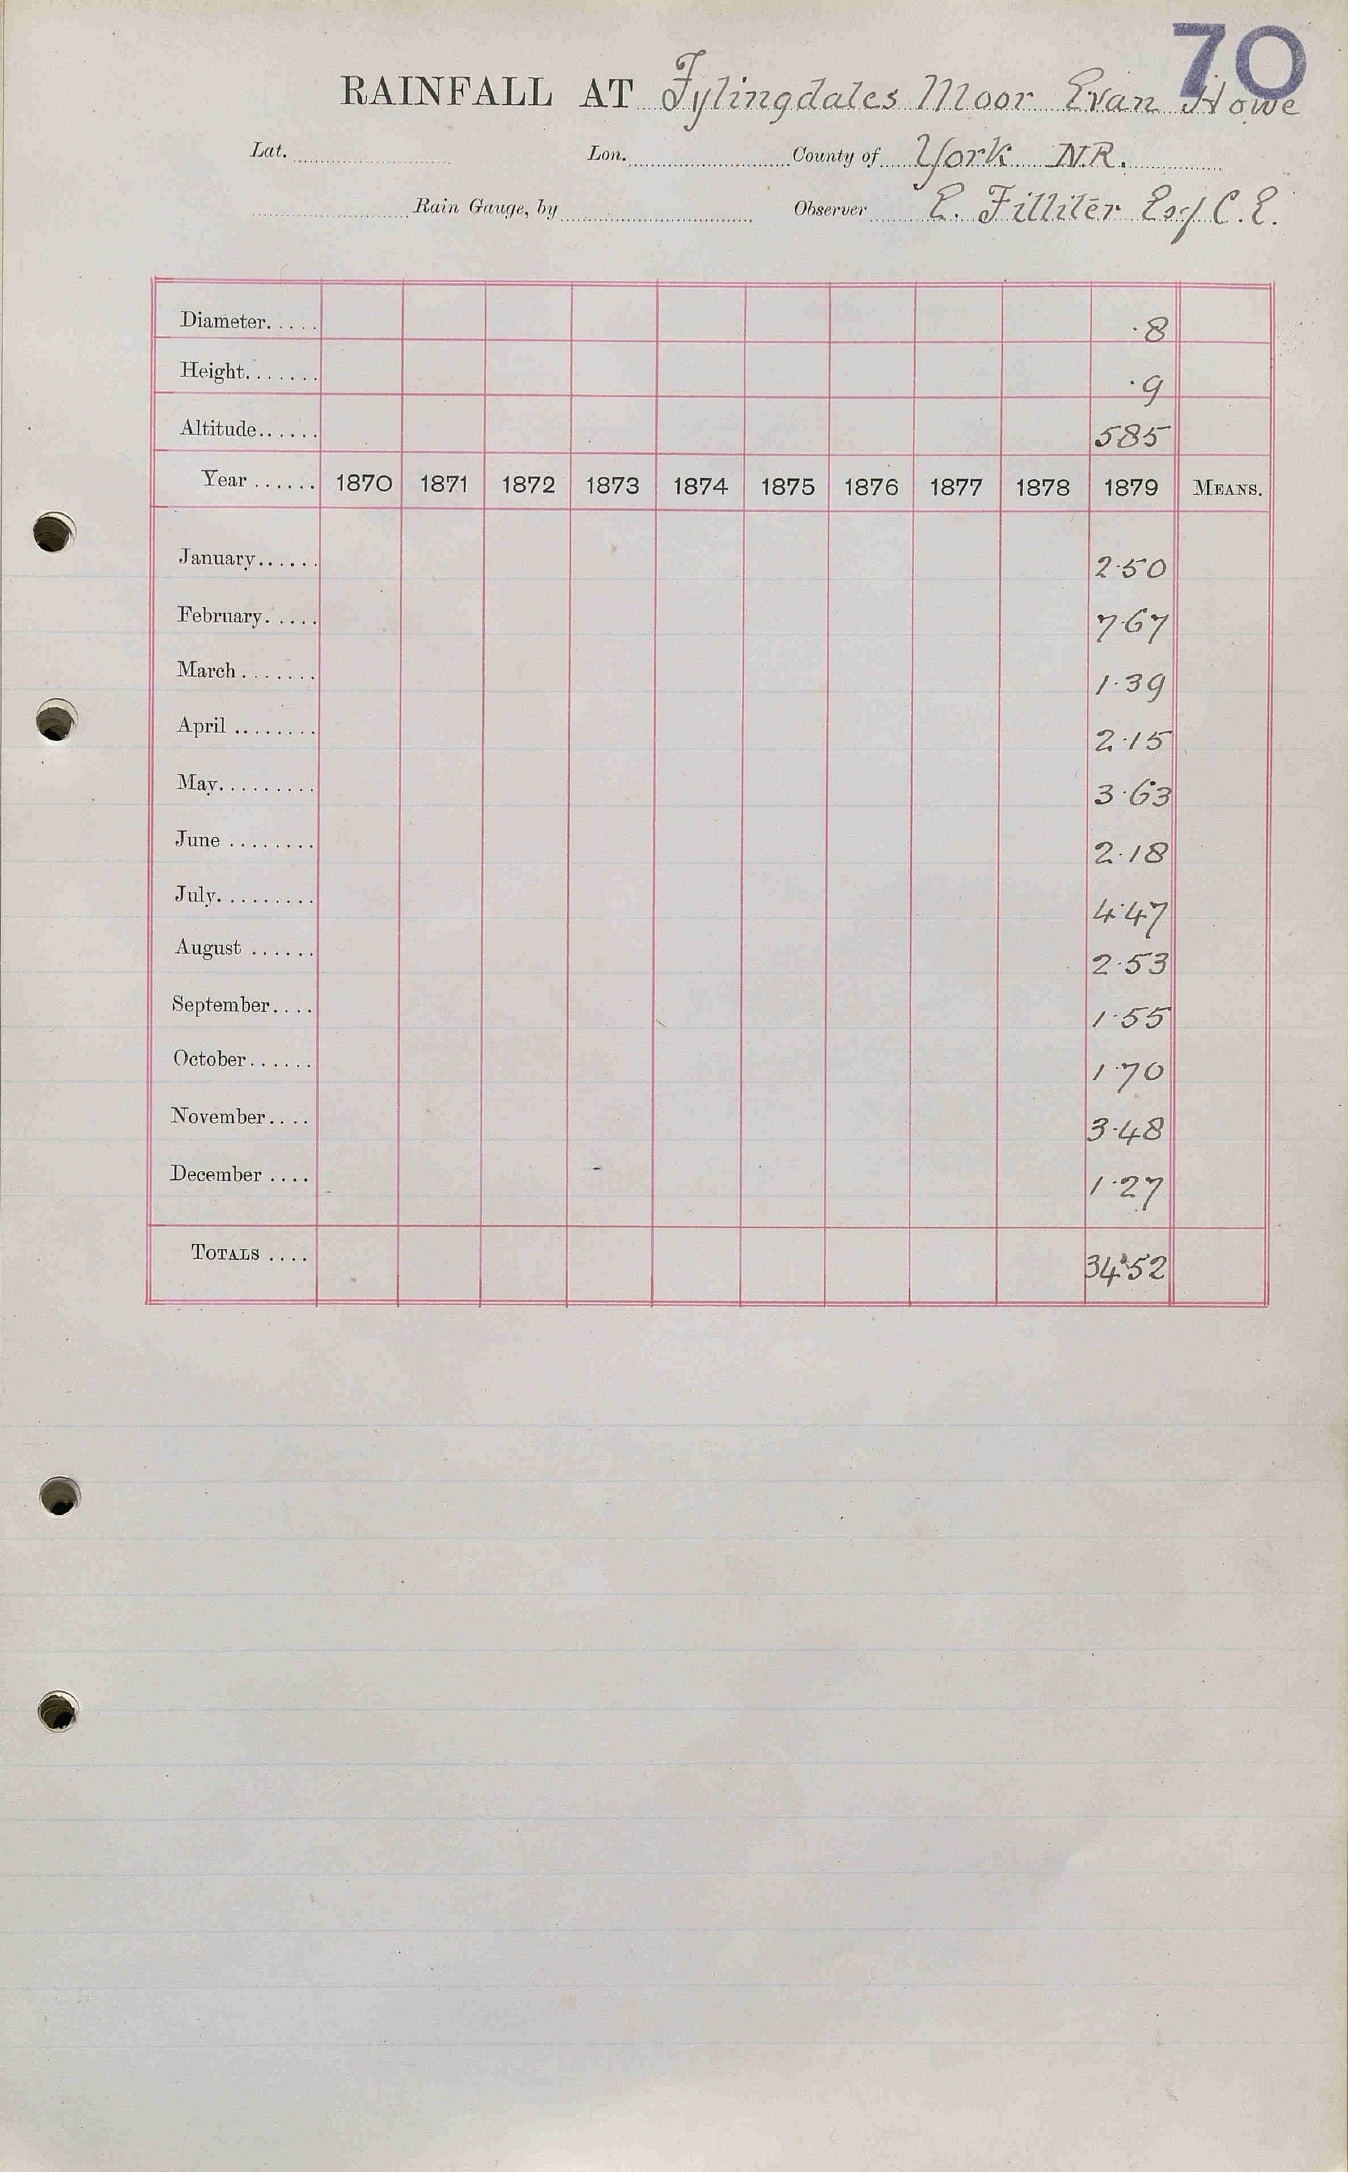 70
RAINFALL AT Fylingdales Moor Evan Howe
Lat. Lon. County of York N.R.
Rain Gauge, by Observer E. Filliter Esq C.E.
Diameter. .8
Height. .9
Altitude. 585
Year 1870 1871 1872 1873 1874 1875 1876 1877 1878 1879 MEANS.
January 2.50
February 7.67
March 1.39
April 2.15
May 3.63
June 2.18
July 4.47
August 2.53
September 1.55
October 1.70
November 3.48
December 1.27
TOTALS 34.52